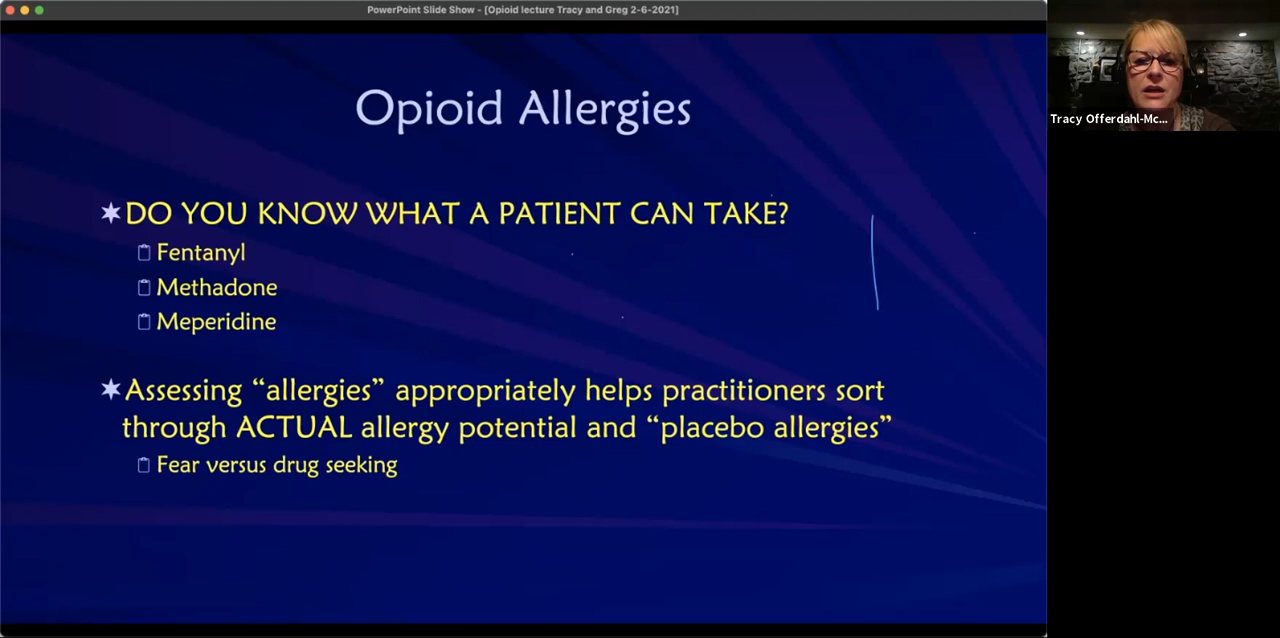 PowerPoint Slide Show - [Opioid lecture Tracy and Greg 2-6-2021]
Opioid Allergies
DO YOU KNOW WHAT A PATIENT CAN TAKE?
Fentanyl
Methadone
Meperidine
Assessing “allergies” appropriately helps practitioners sort
through ACTUAL allergy potential and “placebo allergies”
Fear versus drug seeking
Tracy Offerdahl-Mc...